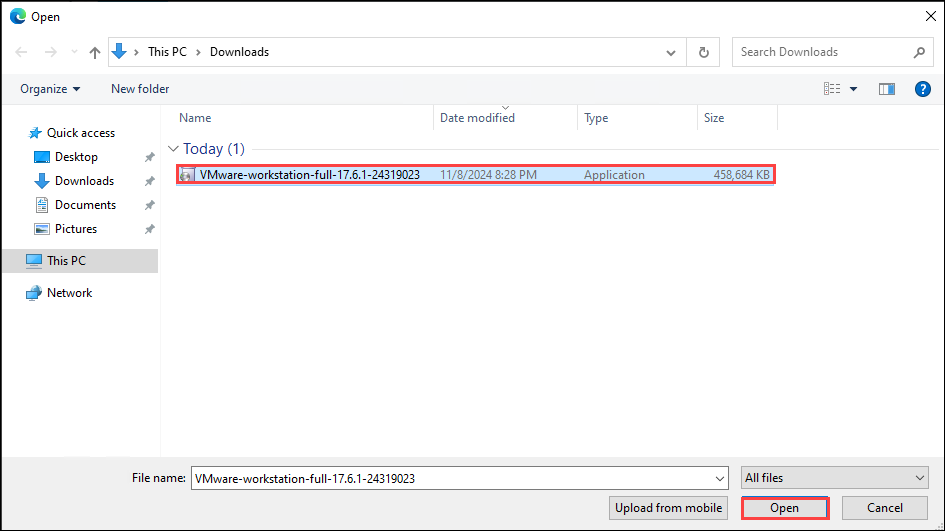 Open
This PC > Downloads
Search Downloads
Organize
New folder
?
Name
Date modified
Type
Size
Quick access
Desktop
Downloads
Documents
Pictures
This PC
Network
Today (1)
VMware-workstation-full-17.6.1-24319023 11/8/2024 8:28 PM Application 458,684 KB
File name: VMware-workstation-full-17.6.1-24319023
All files
Upload from mobile
Open
Cancel